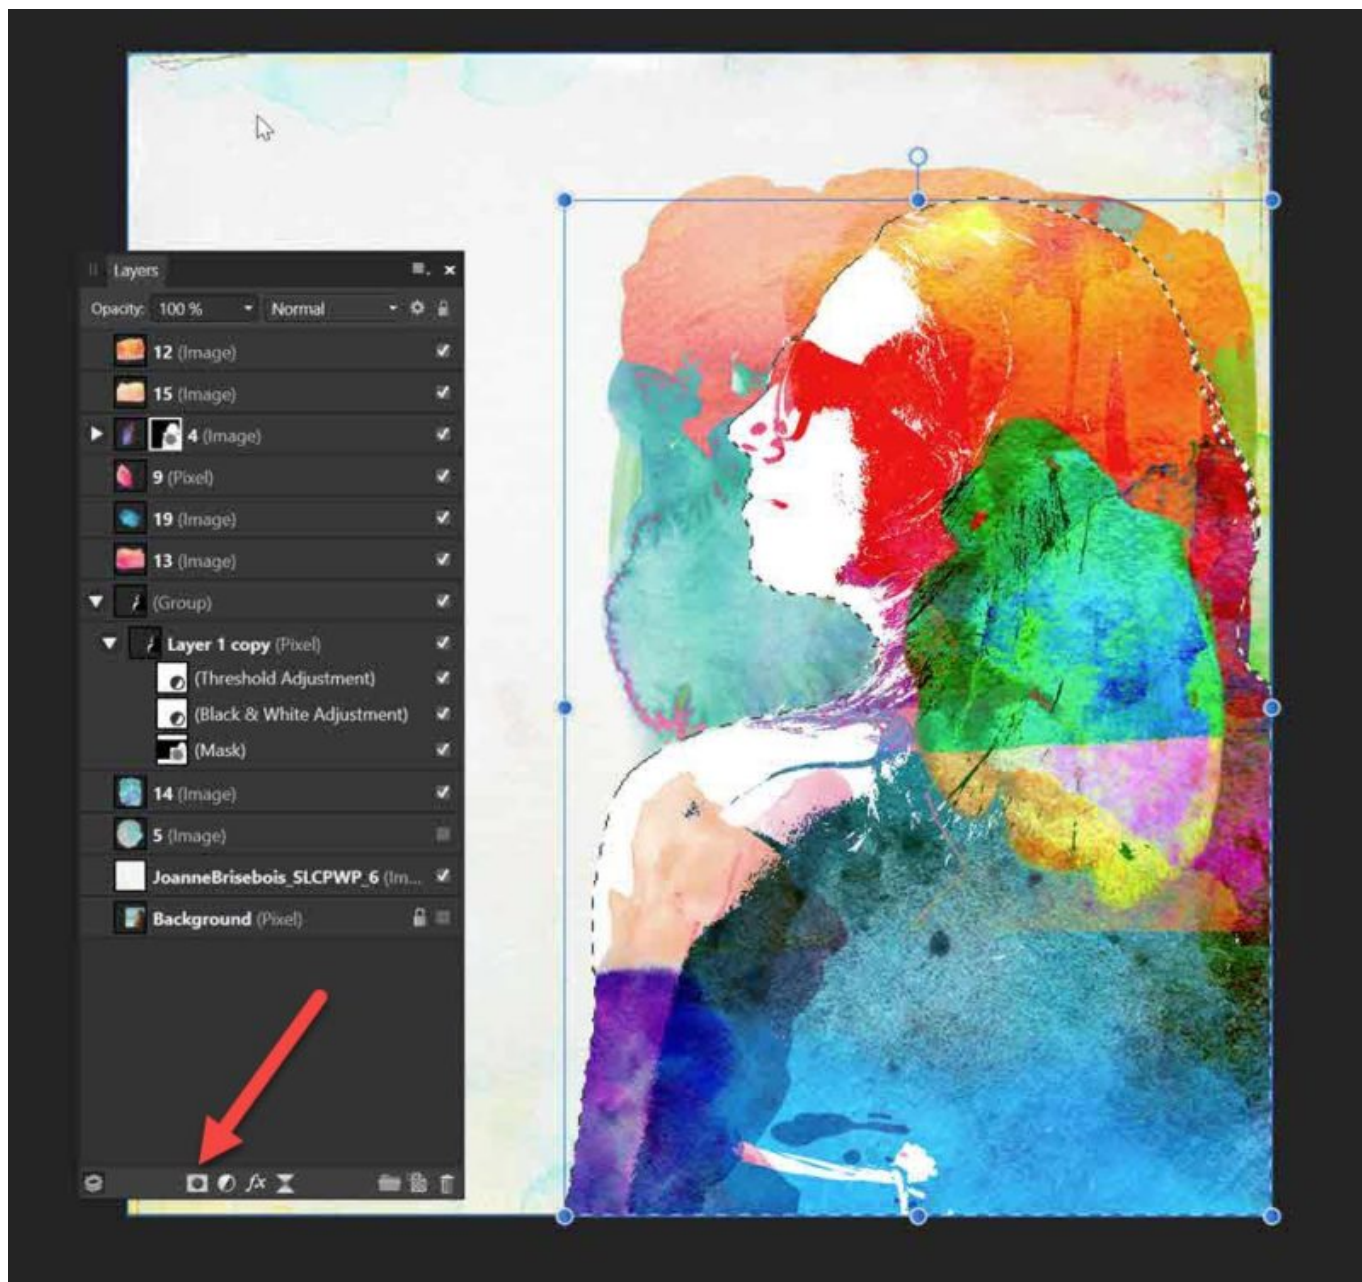 Layers
Opacity: 100 % Normal
12 (Image)
15 (Image)
4 (Image)
9 (Pixel)
19 (Image)
13 (Image)
(Group)
Layer 1 copy (Pixel)
(Threshold Adjustment)
(Black & White Adjustment)
(Mask)
14 (Image)
5 (Image)
JoanneBrisebois_SLCPWP_6 (Im...
Background (Pixel)
fx